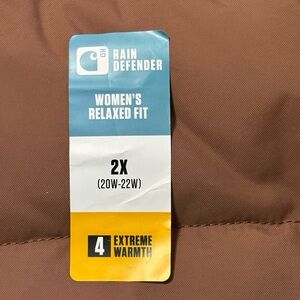 RAIN
DEFENDER
WOMEN'S
RELAXED FIT
2X
(20W-22W)
4 EXTREME
WARMTH